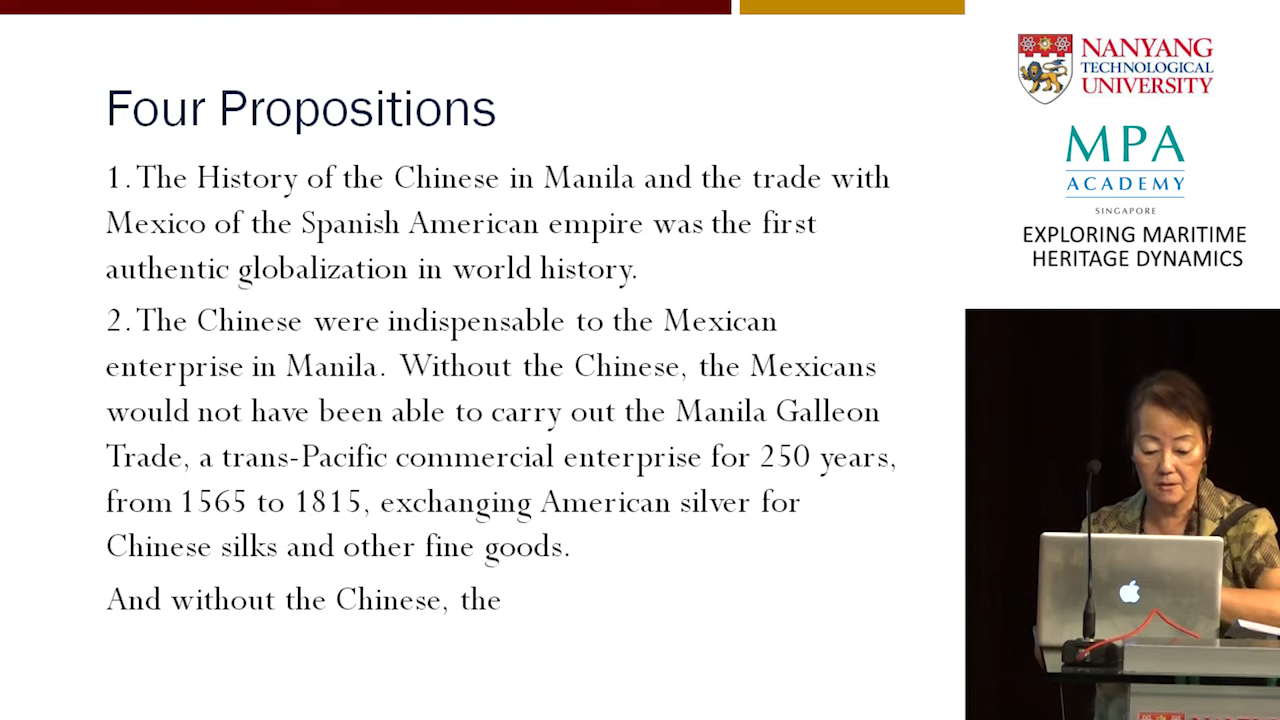 Four Propositions
1. The History of the Chinese in Manila and the trade with
Mexico of the Spanish American empire was the first
authentic globalization in world history.
2. The Chinese were indispensable to the Mexican
enterprise in Manila. Without the Chinese, the Mexicans
would not have been able to carry out the Manila Galleon
Trade, a trans-Pacific commercial enterprise for 250 years,
from 1565 to 1815, exchanging American silver for
Chinese silks and other fine goods.
And without the Chinese, the
NANYANG
TECHNOLOGICAL
UNIVERSITY
MPA
ACADEMY
SINGAPORE
EXPLORING MARITIME
HERITAGE DYNAMICS